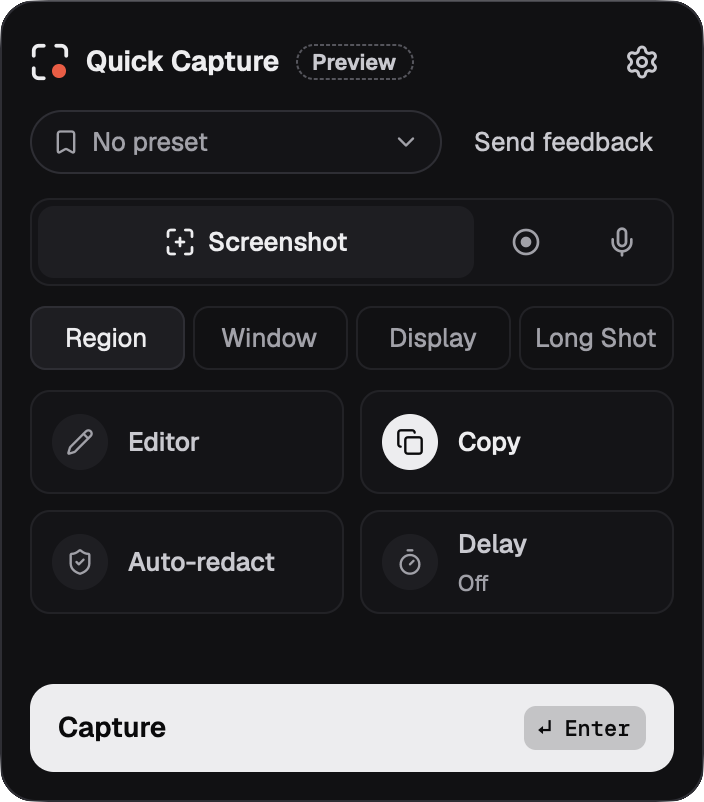 Quick Capture Preview
No preset
Send feedback
Screenshot
Region
Window
Display
Long Shot
Editor
Copy
Auto-redact
Delay
Off
Capture
↵ Enter